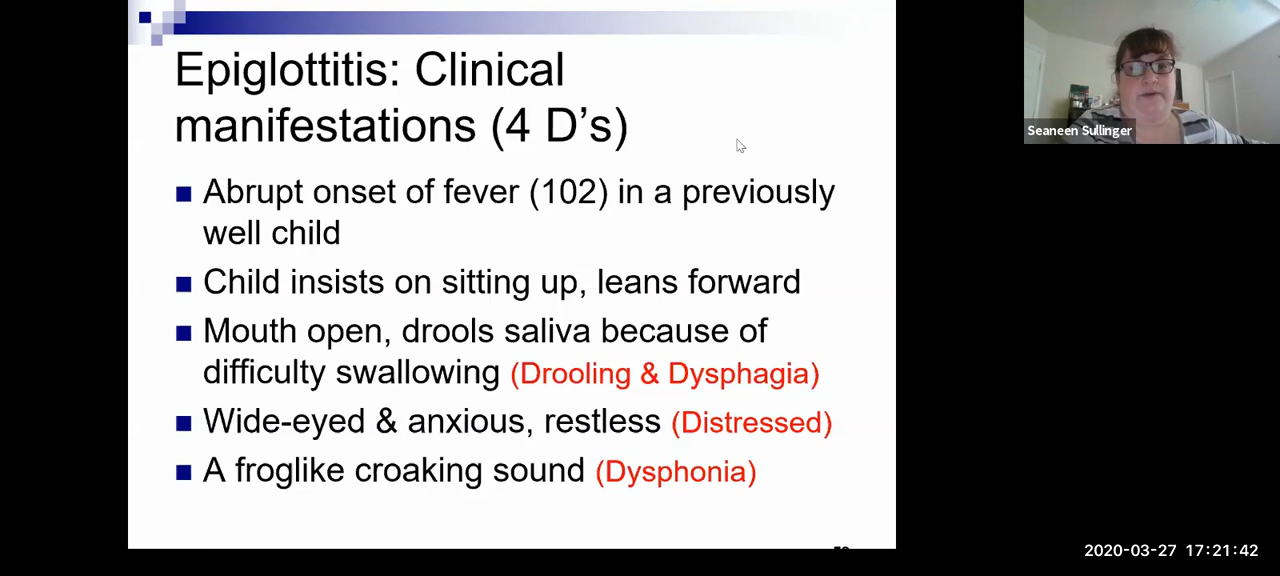 Epiglottitis: Clinical
manifestations (4 D’s)
Abrupt onset of fever (102) in a previously
well child
Child insists on sitting up, leans forward
Mouth open, drools saliva because of
difficulty swallowing (Drooling & Dysphagia)
Wide-eyed & anxious, restless (Distressed)
A froglike croaking sound (Dysphonia)
Seaneen Sullinger
2020-03-27 17:21:42